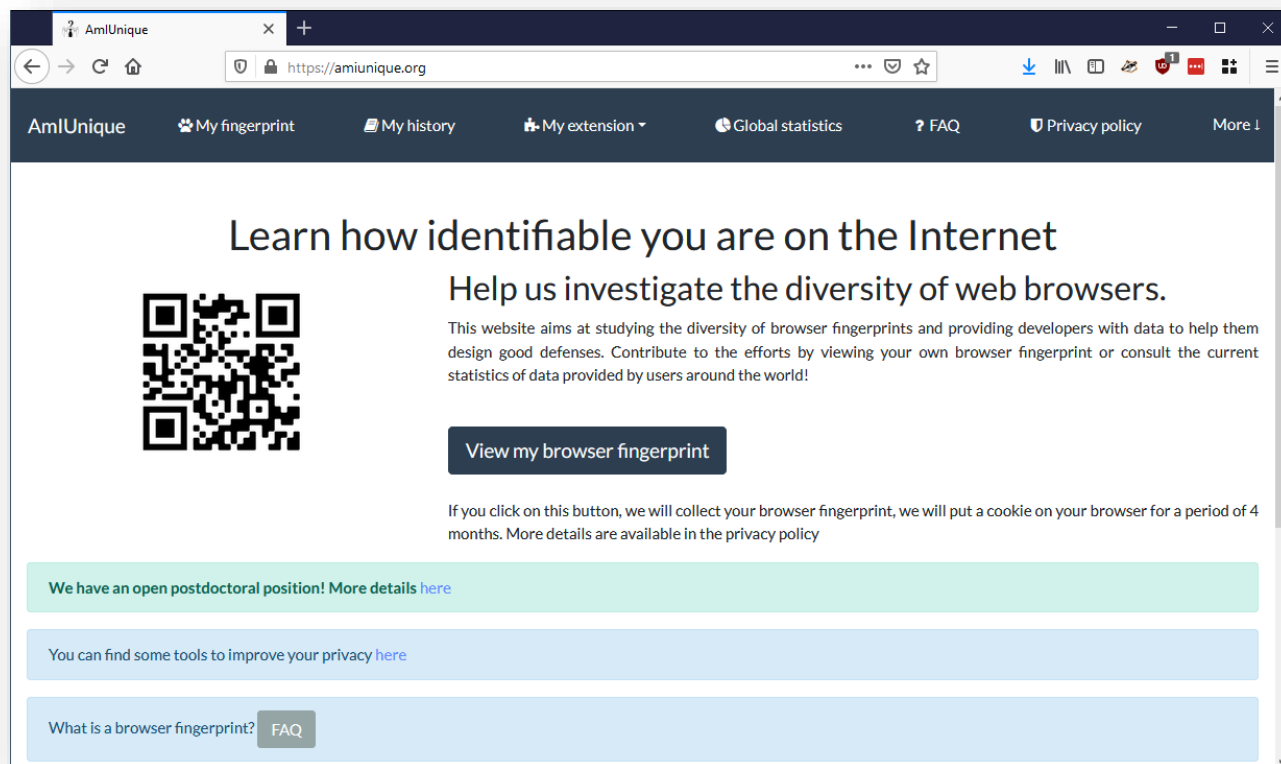 AmIUnique
https://amiunique.org
1
AmIUnique My fingerprint My history My extension Global statistics ? FAQ Privacy policy More ↓
Learn how identifiable you are on the Internet
Help us investigate the diversity of web browsers.
This website aims at studying the diversity of browser fingerprints and providing developers with data to help them
design good defenses. Contribute to the efforts by viewing your own browser fingerprint or consult the current
statistics of data provided by users around the world!
View my browser fingerprint
If you click on this button, we will collect your browser fingerprint, we will put a cookie on your browser for a period of 4
months. More details are available in the privacy policy
We have an open postdoctoral position! More details here
You can find some tools to improve your privacy here
What is a browser fingerprint? FAQ